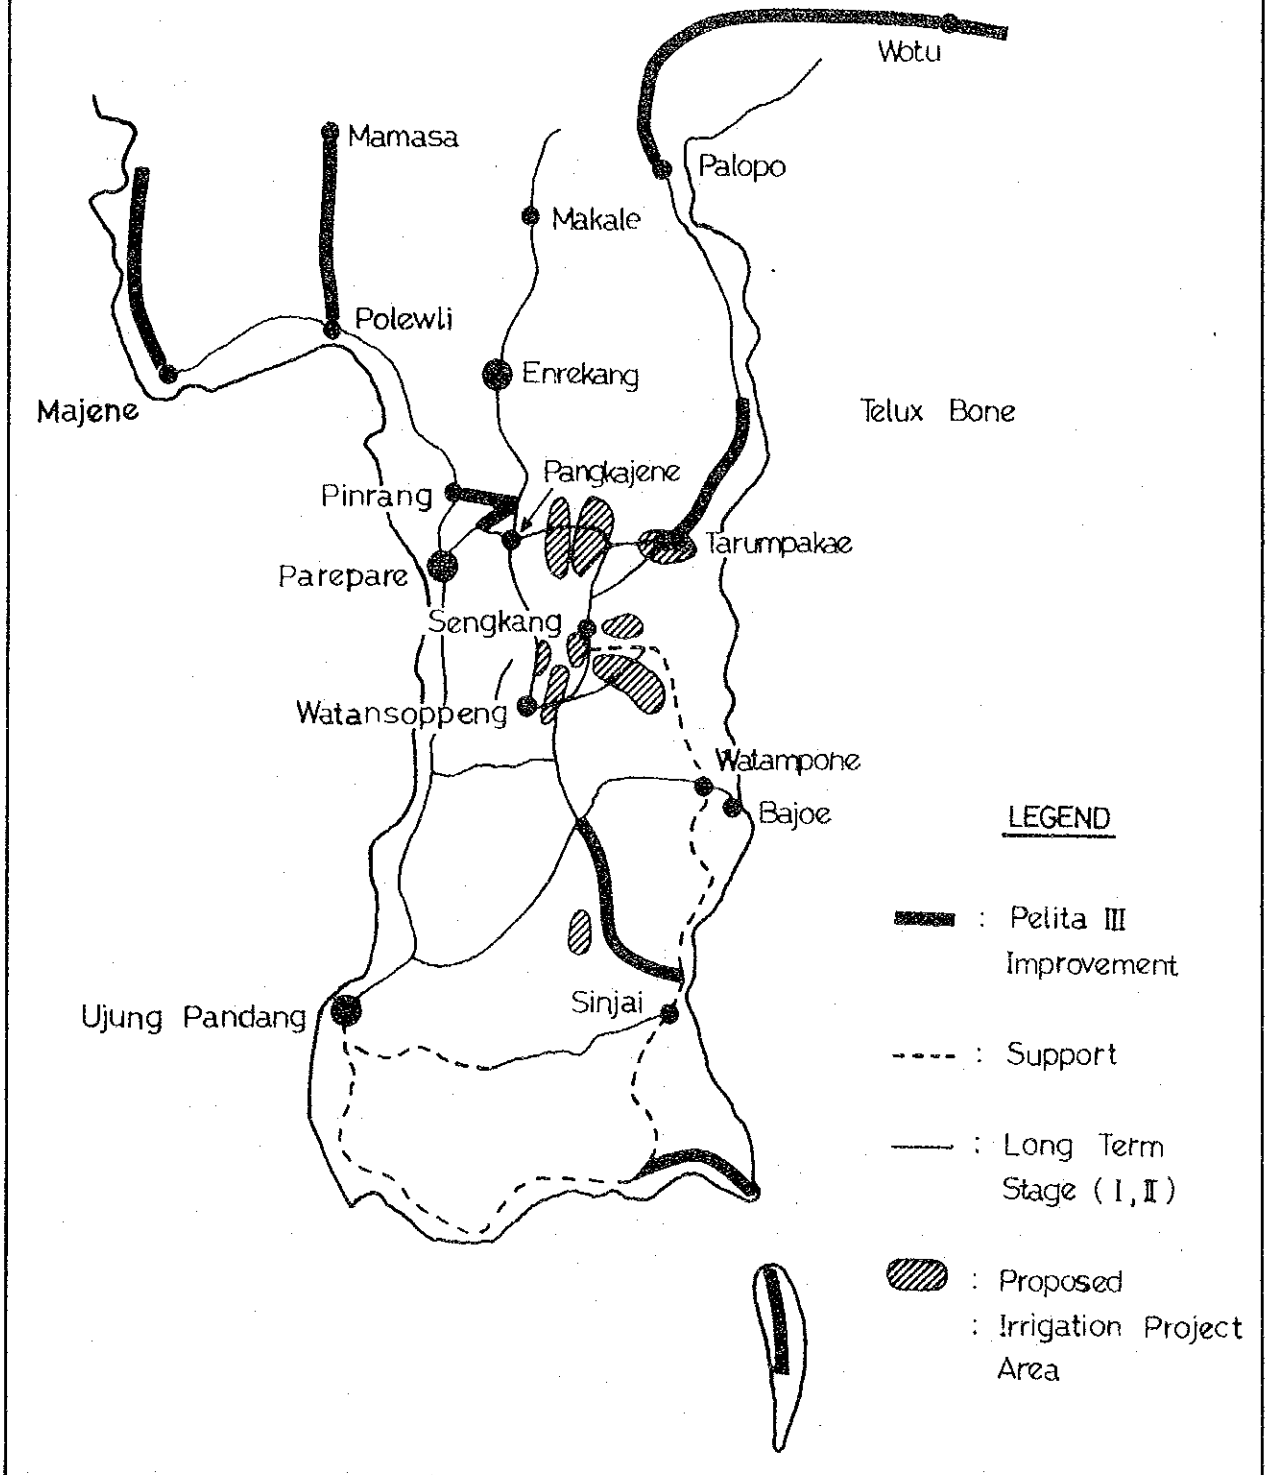 Wotu
Mamasa
Palopo
Makale
Polewli
Enrekang
Majene
Telux Bone
Pangkajene
Pinrang
Tarumpakae
Parepare
Sengkang
Watansoppeng
Watampone
Bajoe
LEGEND
: Pelita III
Improvement
Ujung Pandang
Sinjai
: Support
: Long Term
Stage ( I, II )
: Proposed
: Irrigation Project
Area